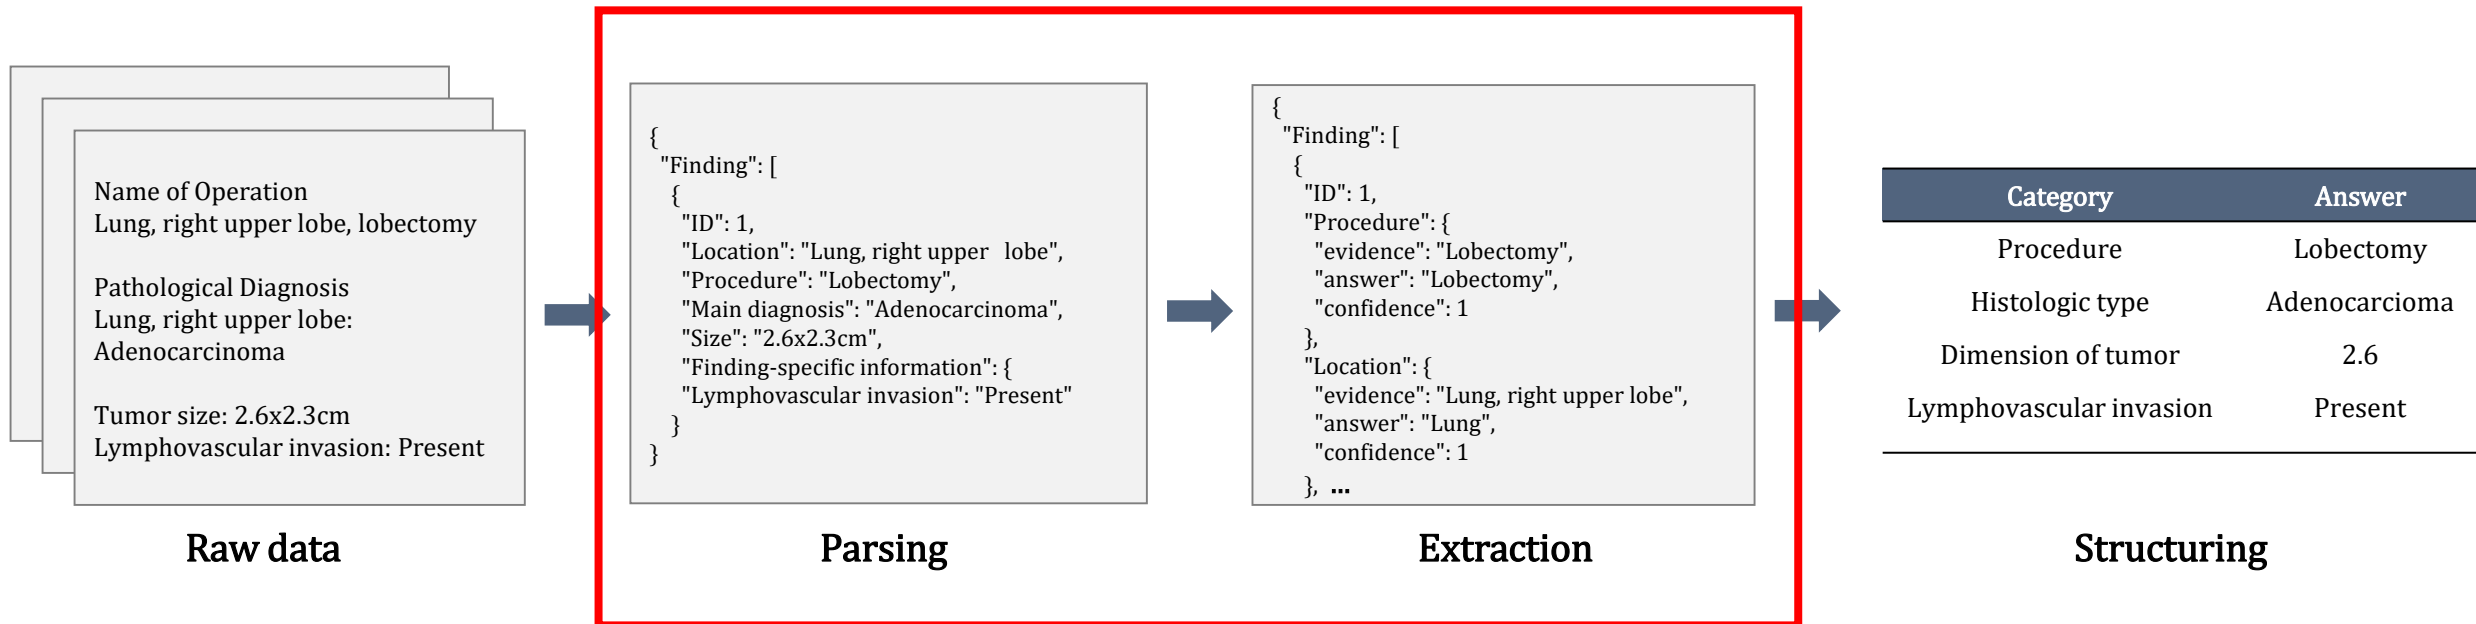 Name of Operation
Lung, right upper lobe, lobectomy
Pathological Diagnosis
Lung, right upper lobe:
Adenocarcinoma
Tumor size: 2.6x2.3cm
Lymphovascular invasion: Present
Raw data
{
"Finding": [
{
"ID": 1,
"Location": "Lung, right upper lobe",
"Procedure": "Lobectomy",
"Main diagnosis": "Adenocarcinoma",
"Size": "2.6x2.3cm",
"Finding-specific information": {
"Lymphovascular invasion": "Present"
}
}
Parsing
{
"Finding": [
{
"ID": 1,
"Procedure": {
"evidence": "Lobectomy",
"answer": "Lobectomy",
"confidence": 1
},
"Location": {
"evidence": "Lung, right upper lobe",
"answer": "Lung",
"confidence": 1
}, ...
Extraction
Category Answer
Procedure Lobectomy
Histologic type Adenocarcioma
Dimension of tumor 2.6
Lymphovascular invasion Present
Structuring